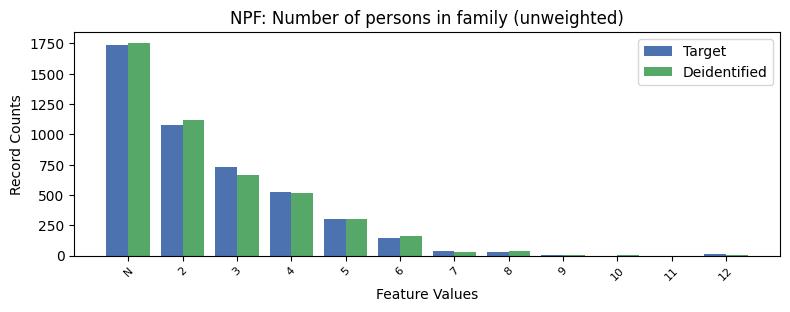 NPF: Number of persons in family (unweighted)
Target
Deidentified
Record Counts
1750
1500
1250
1000
750
500
250
0
N 2 3 4 5 6 7 8 9 10 11 12
Feature Values